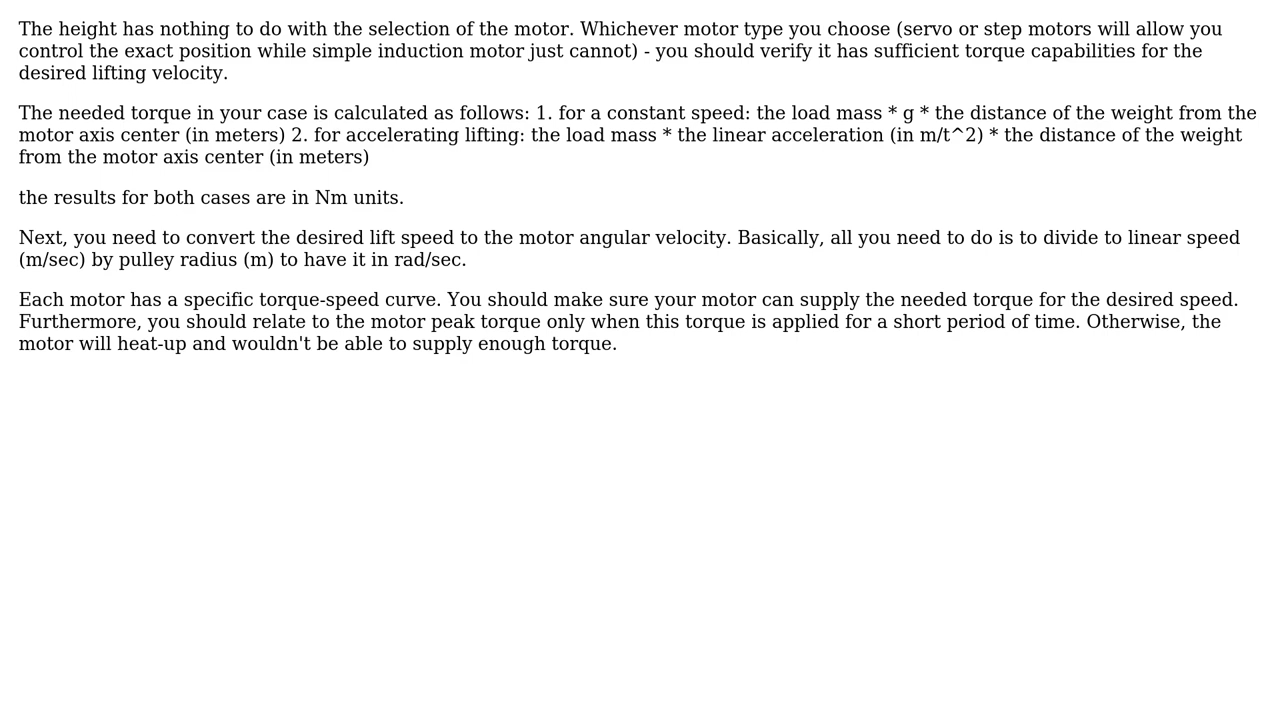 The height has nothing to do with the selection of the motor. Whichever motor type you choose (servo or step motors will allow you
control the exact position while simple induction motor just cannot) - you should verify it has sufficient torque capabilities for the
desired lifting velocity.
The needed torque in your case is calculated as follows: 1. for a constant speed: the load mass * g * the distance of the weight from the
motor axis center (in meters) 2. for accelerating lifting: the load mass * the linear acceleration (in m/t^2) * the distance of the weight
from the motor axis center (in meters)
the results for both cases are in Nm units.
Next, you need to convert the desired lift speed to the motor angular velocity. Basically, all you need to do is to divide to linear speed
(m/sec) by pulley radius (m) to have it in rad/sec.
Each motor has a specific torque-speed curve. You should make sure your motor can supply the needed torque for the desired speed.
Furthermore, you should relate to the motor peak torque only when this torque is applied for a short period of time. Otherwise, the
motor will heat-up and wouldn't be able to supply enough torque.